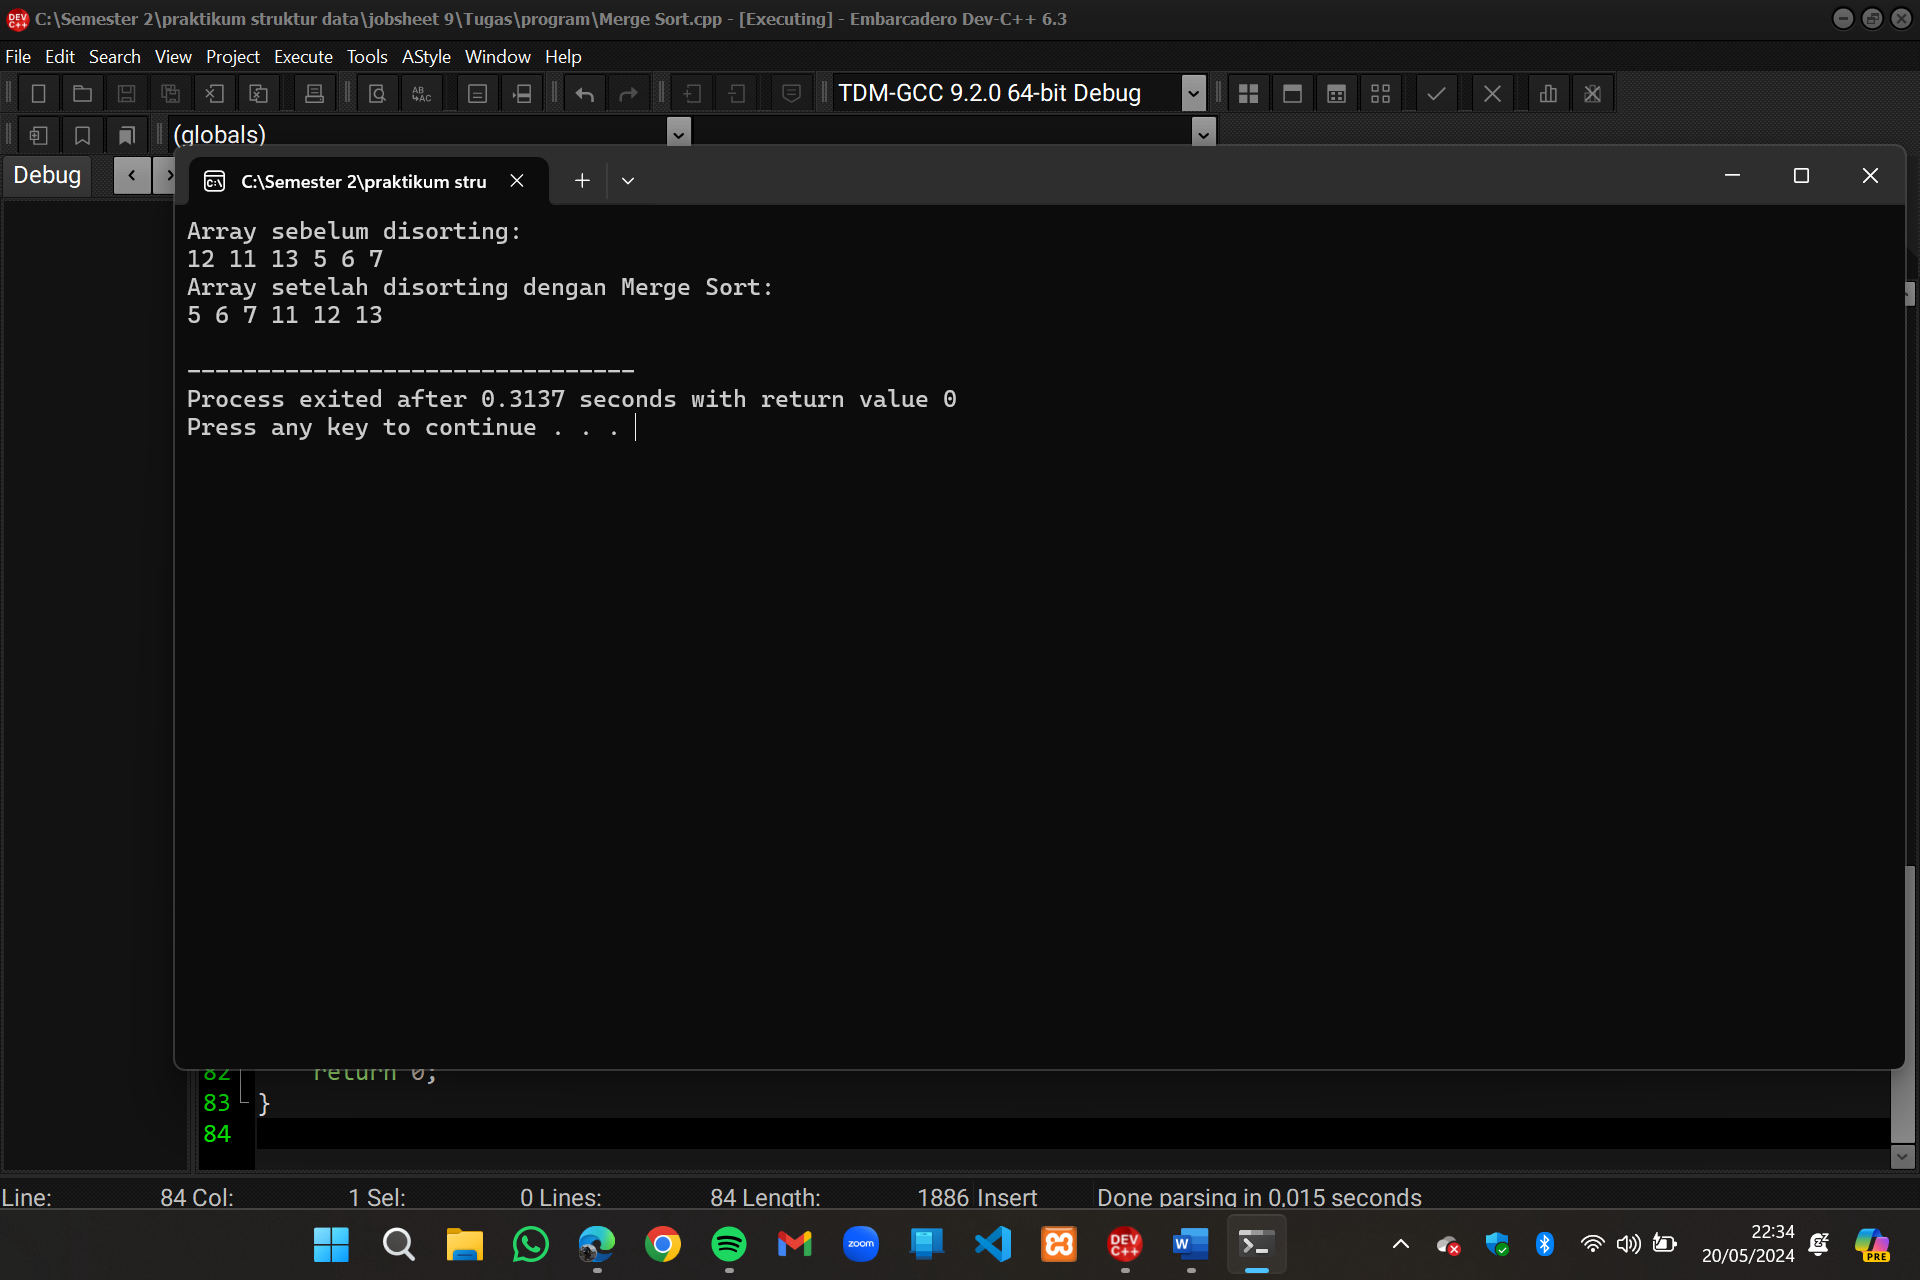 C:\Semester 2\praktikum struktur data\jobsheet 9\Tugas\program\Merge Sort.cpp - [Executing] - Embarcadero Dev-C++ 6.3
File Edit Search View Project Execute Tools AStyle Window Help
TDM-GCC 9.2.0 64-bit Debug
(globals)
Debug
C:\Semester 2\praktikum stru
Array sebelum disorting:
12 11 13 5 6 7
Array setelah disorting dengan Merge Sort:
5 6 7 11 12 13
--------------------------------
Process exited after 0.3137 seconds with return value 0
Press any key to continue . . .
82 return 0;
83 }
84
Line: 84 Col: 1 Sel: 0 Lines: 84 Length: 1886 Insert Done parsing in 0,015 seconds
zoom
DEV C++
W
22:34
20/05/2024
PRE